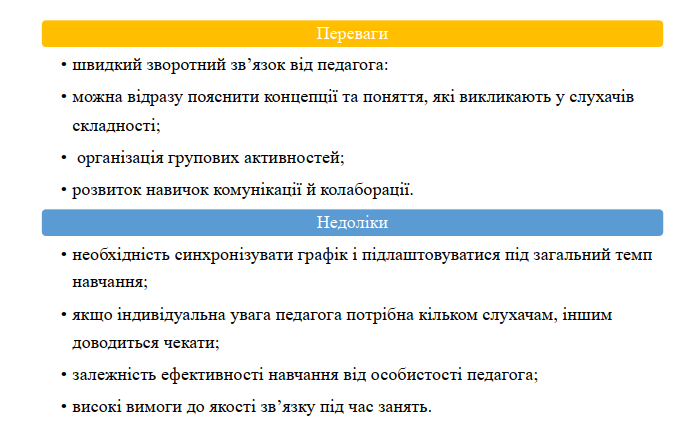 Переваги
• швидкий зворотний зв’язок від педагога:
• можна відразу пояснити концепції та поняття, які викликають у слухачів
складності;
• організація групових активностей;
• розвиток навичок комунікації й колаборації.
Недоліки
• необхідність синхронізувати графік і підлаштовуватися під загальний темп
навчання;
• якщо індивідуальна увага педагога потрібна кільком слухачам, іншим
доводиться чекати;
• залежність ефективності навчання від особистості педагога;
• високі вимоги до якості зв’язку під час занять.